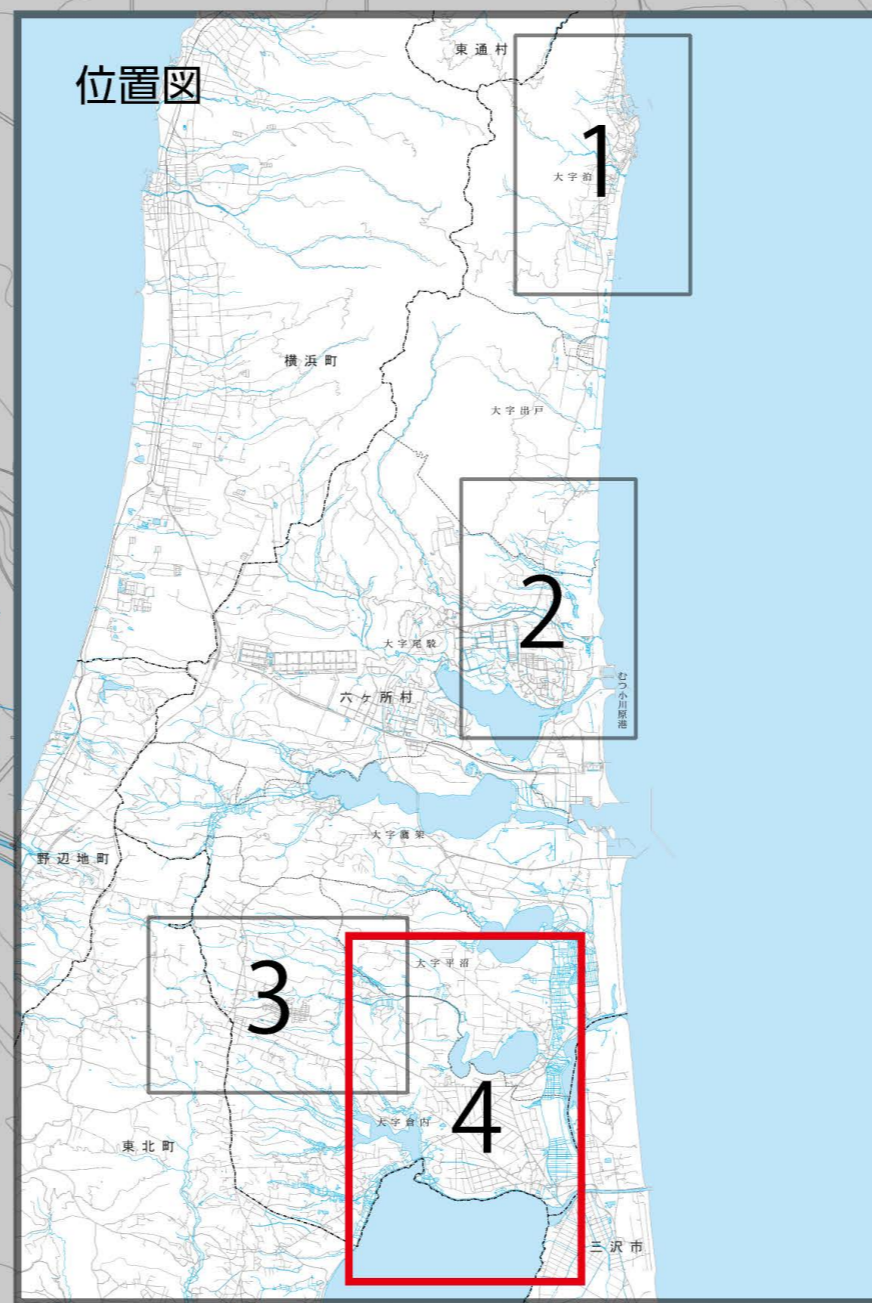 位置図
東通村
1
大字泊
横浜町
大字出戸
2
大字尾駮
六ヶ所村
むつ小川原港
大字鷹架
野辺地町
3
大字平沼
4
大字倉内
東北町
三沢市